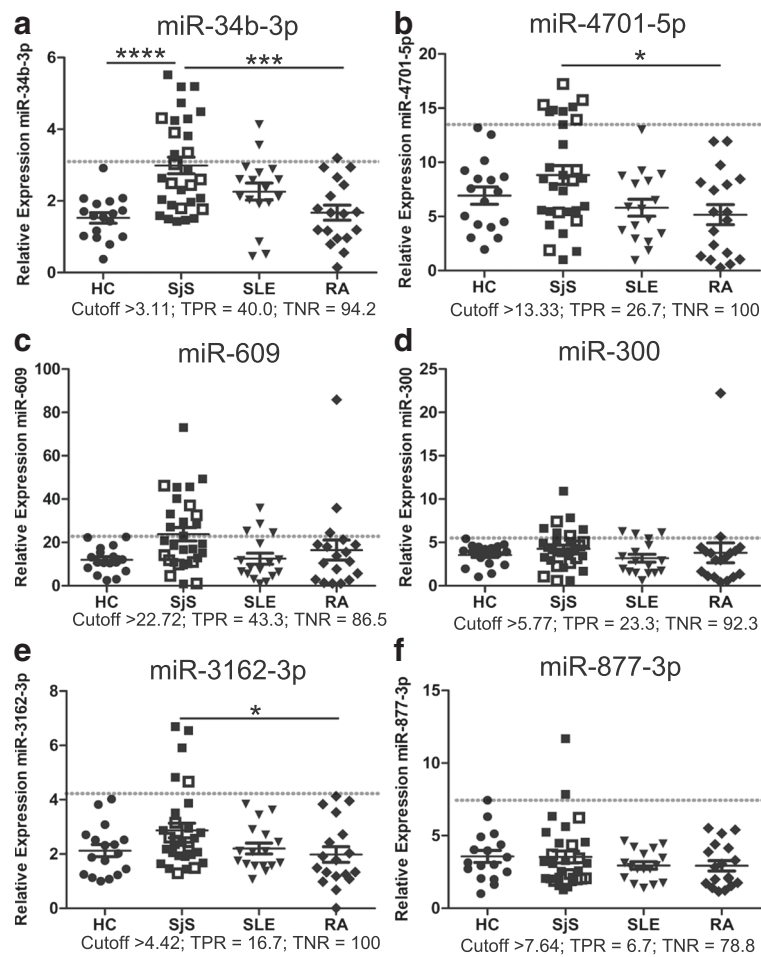 a
miR-34b-3p
Relative Expression miR-34b-3p
6
4
2
0
****
***
HC SjS SLE RA
Cutoff >3.11; TPR = 40.0; TNR = 94.2
b
miR-4701-5p
Relative Expression miR-4701-5p
20
15
10
5
0
*
HC SjS SLE RA
Cutoff >13.33; TPR = 26.7; TNR = 100
c
miR-609
Relative Expression miR-609
100
80
60
40
20
0
HC SjS SLE RA
Cutoff >22.72; TPR = 43.3; TNR = 86.5
d
miR-300
Relative Expression miR-300
25
20
15
10
5
0
HC SjS SLE RA
Cutoff >5.77; TPR = 23.3; TNR = 92.3
e
miR-3162-3p
Relative Expression miR-3162-3p
8
6
4
2
0
*
HC SjS SLE RA
Cutoff >4.42; TPR = 16.7; TNR = 100
f
miR-877-3p
Relative Expression miR-877-3p
15
10
5
0
HC SjS SLE RA
Cutoff >7.64; TPR = 6.7; TNR = 78.8